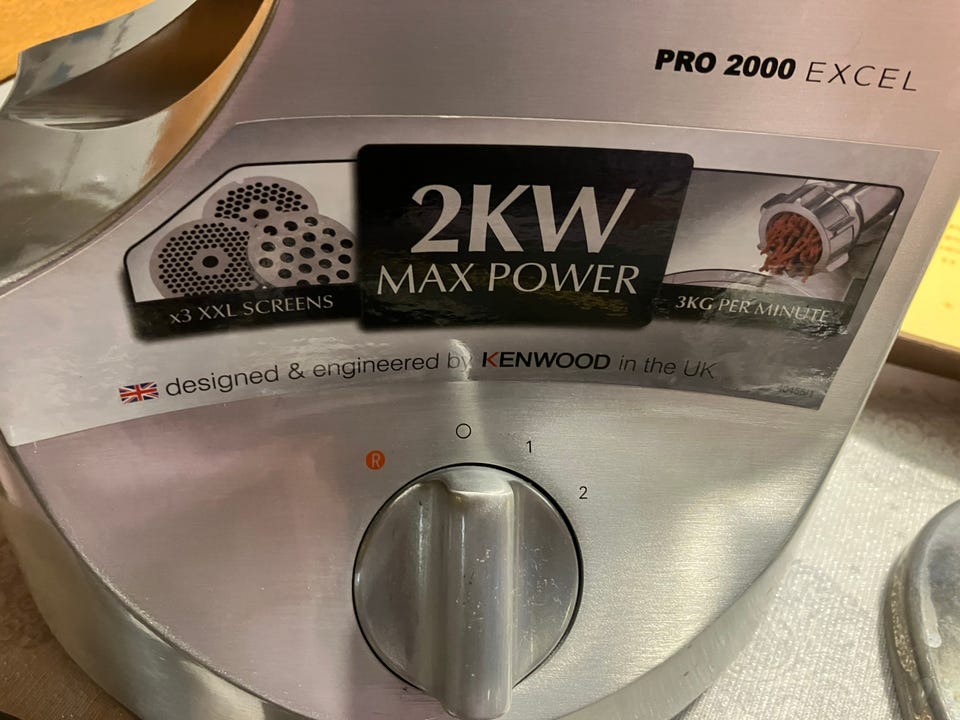 PRO 2000 EXCEL
2KW
MAX POWER
x3 XXL SCREENS
3KG PER MINUTE
designed & engineered by KENWOOD in the UK
O
R
1
2